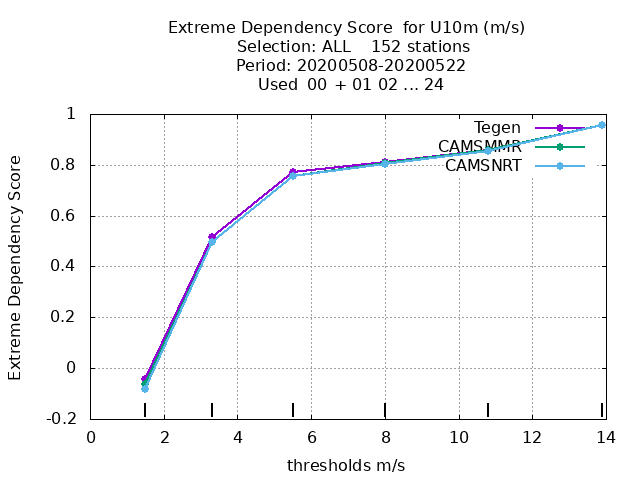 Extreme Dependency Score  for U10m (m/s)
Selection: ALL    152 stations
Period: 20200508-20200522
Used  00  + 01 02 ... 24
Extreme Dependency Score
1
0.8
0.6
0.4
0.2
0
-0.2
Tegen
CAMSMMR
CAMSNRT
0 2 4 6 8 10 12 14
thresholds m/s